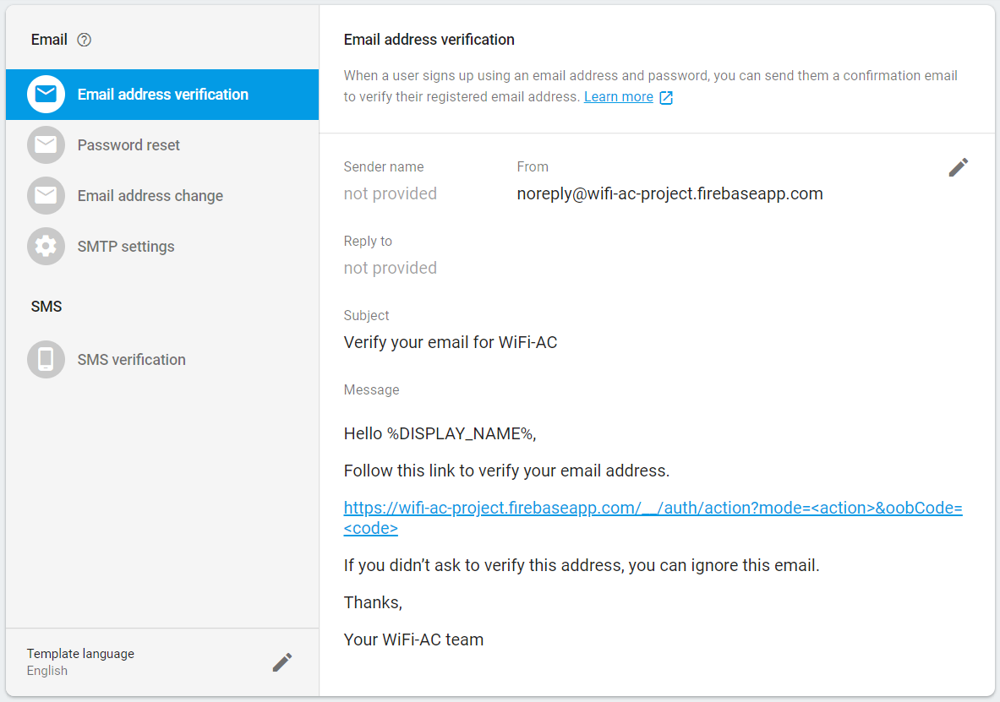 Email
Email address verification
Password reset
Email address change
SMTP settings
SMS
SMS verification
Template language
English
Email address verification
When a user signs up using an email address and password, you can send them a confirmation email
to verify their registered email address. Learn more
Sender name
not provided
From
noreply@wifi-ac-project.firebaseapp.com
Reply to
not provided
Subject
Verify your email for WiFi-AC
Message
Hello %DISPLAY_NAME%,
Follow this link to verify your email address.
https://wifi-ac-project.firebaseapp.com/__/auth/action?mode=<action>&oobCode=
<code>
If you didn’t ask to verify this address, you can ignore this email.
Thanks,
Your WiFi-AC team